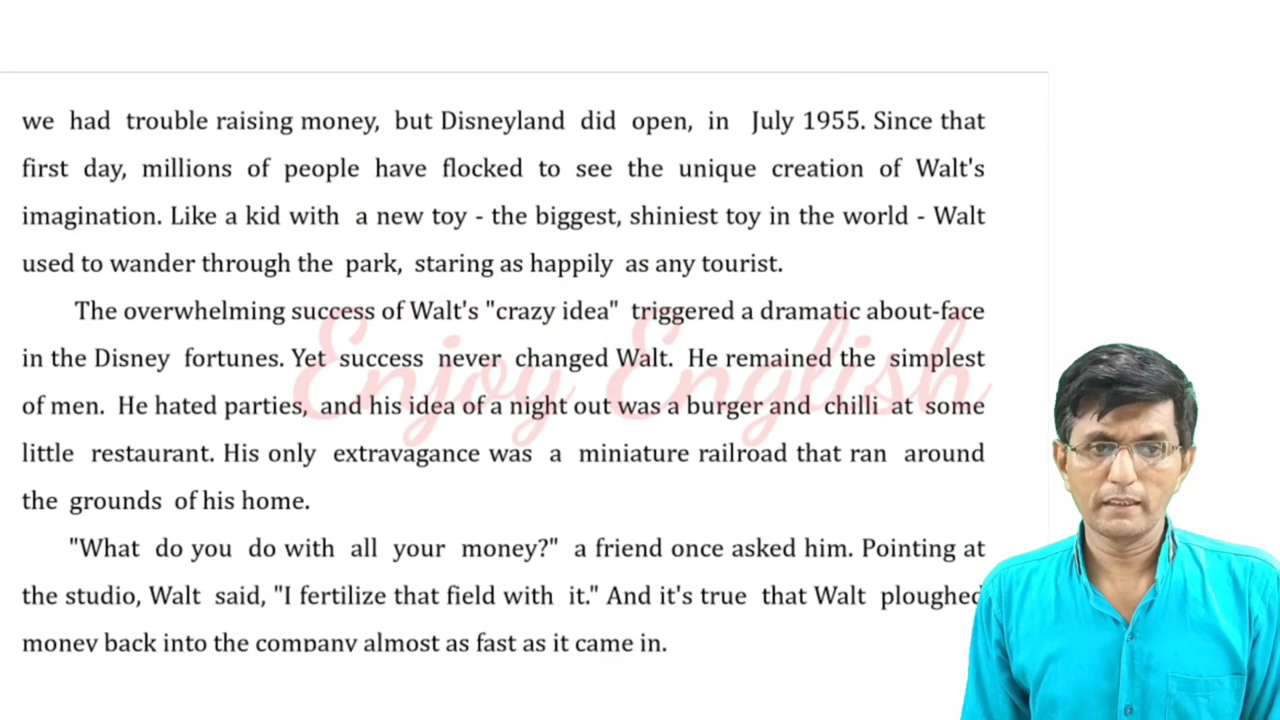 we had trouble raising money, but Disneyland did open, in July 1955. Since that
first day, millions of people have flocked to see the unique creation of Walt's
imagination. Like a kid with a new toy - the biggest, shiniest toy in the world - Walt
used to wander through the park, staring as happily as any tourist.
The overwhelming success of Walt's "crazy idea" triggered a dramatic about-face
in the Disney fortunes. Yet success never changed Walt. He remained the simplest
of men. He hated parties, and his idea of a night out was a burger and chilli at some
little restaurant. His only extravagance was a miniature railroad that ran around
the grounds of his home.
"What do you do with all your money?" a friend once asked him. Pointing at
the studio, Walt said, "I fertilize that field with it." And it's true that Walt ploughed
money back into the company almost as fast as it came in.
Enjoy English